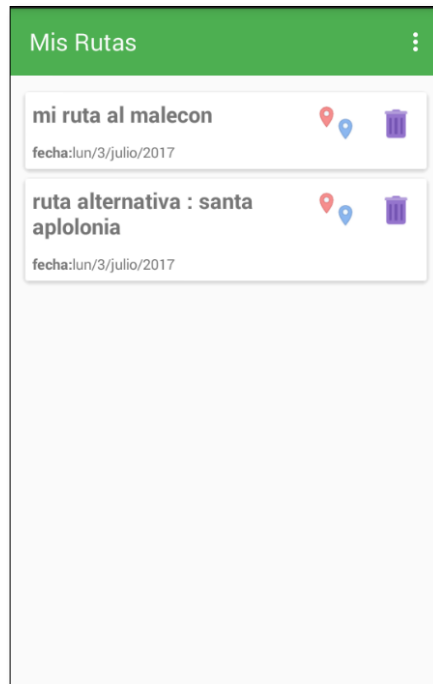 Mis Rutas
mi ruta al malecon
fecha:lun/3/julio/2017
ruta alternativa : santa
aplolonia
fecha:lun/3/julio/2017